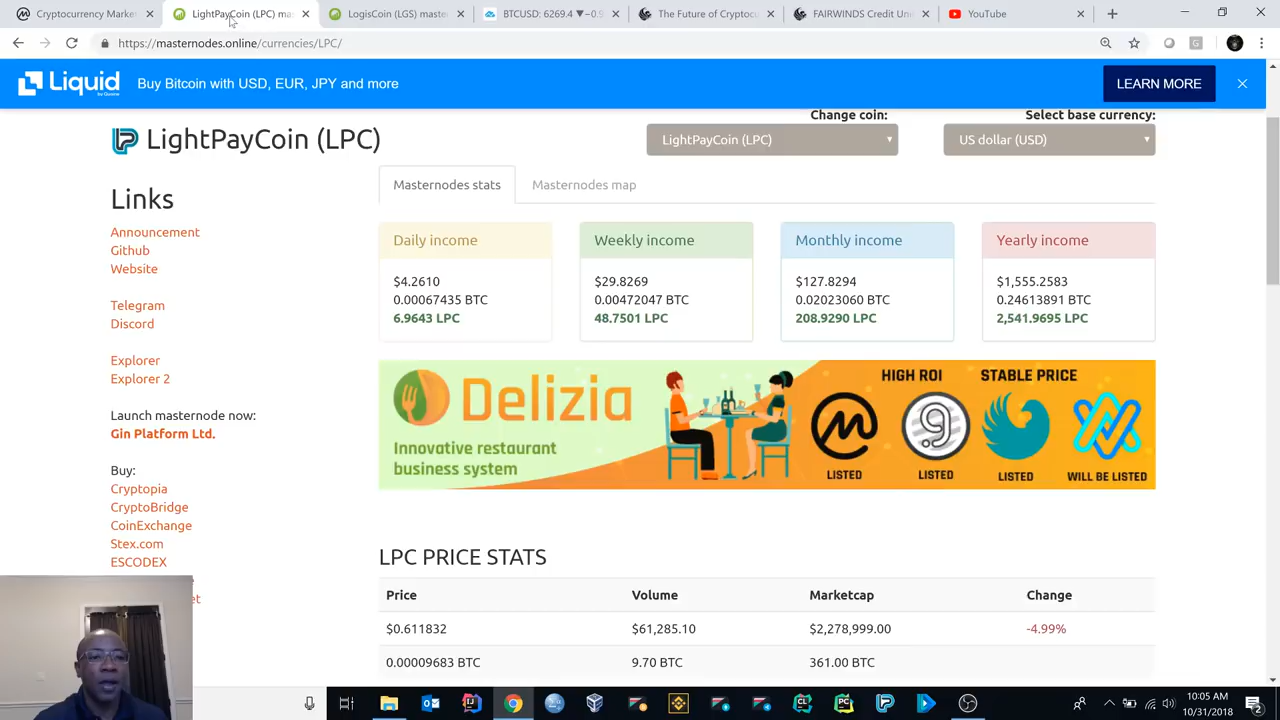 Cryptocurrency Masternodes
LightPayCoin (LPC) mas
LogisCoin (LGS) master
BTCUSD: 6269.4 ▼−0.9
The Future of Cryptoc
FAIRWINDS Credit Uni
YouTube
https://masternodes.online/currencies/LPC/
Liquid
by Quoine
Buy Bitcoin with USD, EUR, JPY and more
LEARN MORE
LightPayCoin (LPC)
Change coin:
LightPayCoin (LPC)
Select base currency:
US dollar (USD)
Links
Announcement
Github
Website
Telegram
Discord
Explorer
Explorer 2
Launch masternode now:
Gin Platform Ltd.
Buy:
Cryptopia
CryptoBridge
CoinExchange
Stex.com
ESCODEX
Masternodes stats
Masternodes map
Daily income
$4.2610
0.00067435 BTC
6.9643 LPC
Weekly income
$29.8269
0.00472047 BTC
48.7501 LPC
Monthly income
$127.8294
0.02023060 BTC
208.9290 LPC
Yearly income
$1,555.2583
0.24613891 BTC
2,541.9695 LPC
Delizia
Innovative restaurant
business system
HIGH ROI
STABLE PRICE
LISTED
LISTED
LISTED
WILL BE LISTED
LPC PRICE STATS
Price Volume Marketcap Change
$0.611832 $61,285.10 $2,278,999.00 -4.99%
0.00009683 BTC 9.70 BTC 361.00 BTC
10:05 AM
10/31/2018
2